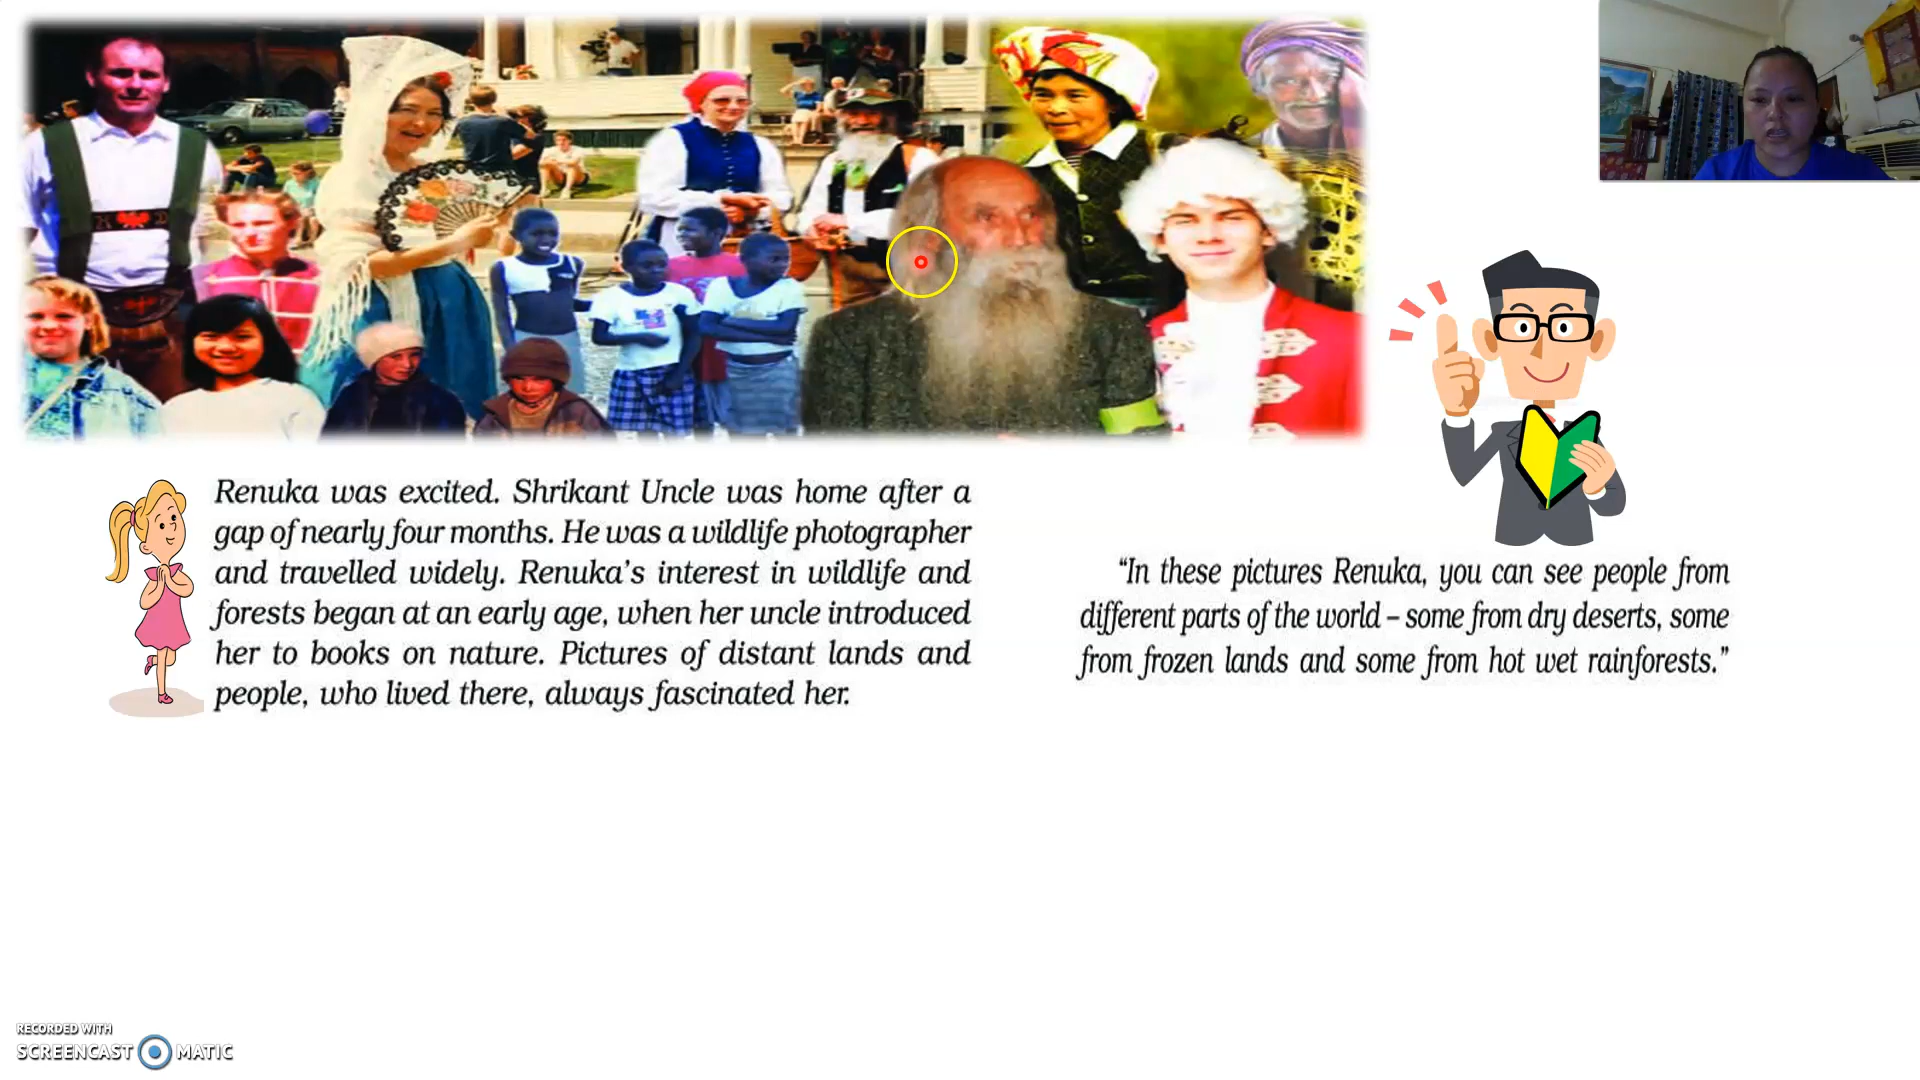 Renuka was excited. Shrikant Uncle was home after a
gap of nearly four months. He was a wildlife photographer
and travelled widely. Renuka's interest in wildlife and
forests began at an early age, when her uncle introduced
her to books on nature. Pictures of distant lands and
people, who lived there, always fascinated her.
"In these pictures Renuka, you can see people from
different parts of the world – some from dry deserts, some
from frozen lands and some from hot wet rainforests."
RECORDED WITH
SCREENCAST MATIC